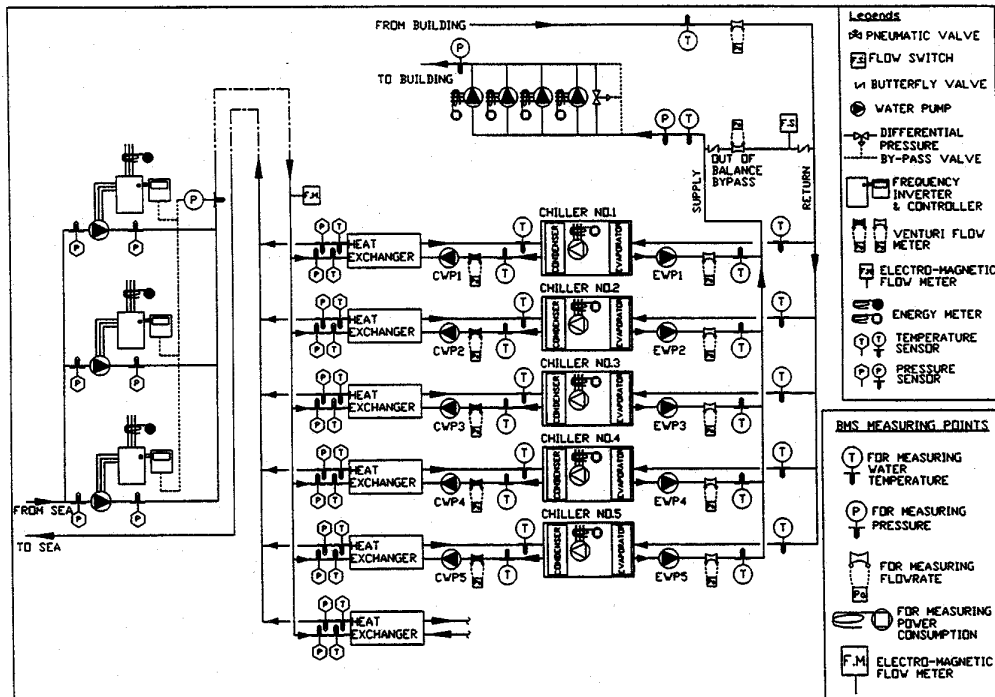 FROM BUILDING
T
P
TO BUILDING
P T
F.S.
OUT OF
BALANCE
BYPASS
SUPPLY
RETURN
P
F.M.
P
P
P
P
P
P
FROM SEA
TO SEA
CHILLER NO.1
P T
HEAT
EXCHANGER
P T
CWP1
T
T
CONDENSER
EVAPORATOR
EWP1
T
T
CHILLER NO.2
P T
HEAT
EXCHANGER
P T
CWP2
T
T
CONDENSER
EVAPORATOR
EWP2
T
T
CHILLER NO.3
P T
HEAT
EXCHANGER
P T
CWP3
T
T
CONDENSER
EVAPORATOR
EWP3
T
T
CHILLER NO.4
P T
HEAT
EXCHANGER
P T
CWP4
T
T
CONDENSER
EVAPORATOR
EWP4
T
T
CHILLER NO.5
P T
HEAT
EXCHANGER
P T
CWP5
T
T
CONDENSER
EVAPORATOR
EWP5
T
T
P T
HEAT
EXCHANGER
P T
Legends
PNEUMATIC VALVE
F.S. FLOW SWITCH
BUTTERFLY VALVE
WATER PUMP
DIFFERENTIAL
PRESSURE
BY-PASS VALVE
FREQUENCY
INVERTER
& CONTROLLER
VENTURI FLOW
METER
F.M. ELECTRO-MAGNETIC
FLOW METER
ENERGY METER
T T TEMPERATURE
SENSOR
P P PRESSURE
SENSOR
BMS MEASURING POINTS
T FOR MEASURING
WATER
TEMPERATURE
P FOR MEASURING
PRESSURE
FOR MEASURING
FLOWRATE
FOR MEASURING
POWER
CONSUMPTION
F.M. ELECTRO-MAGNETIC
FLOW METER